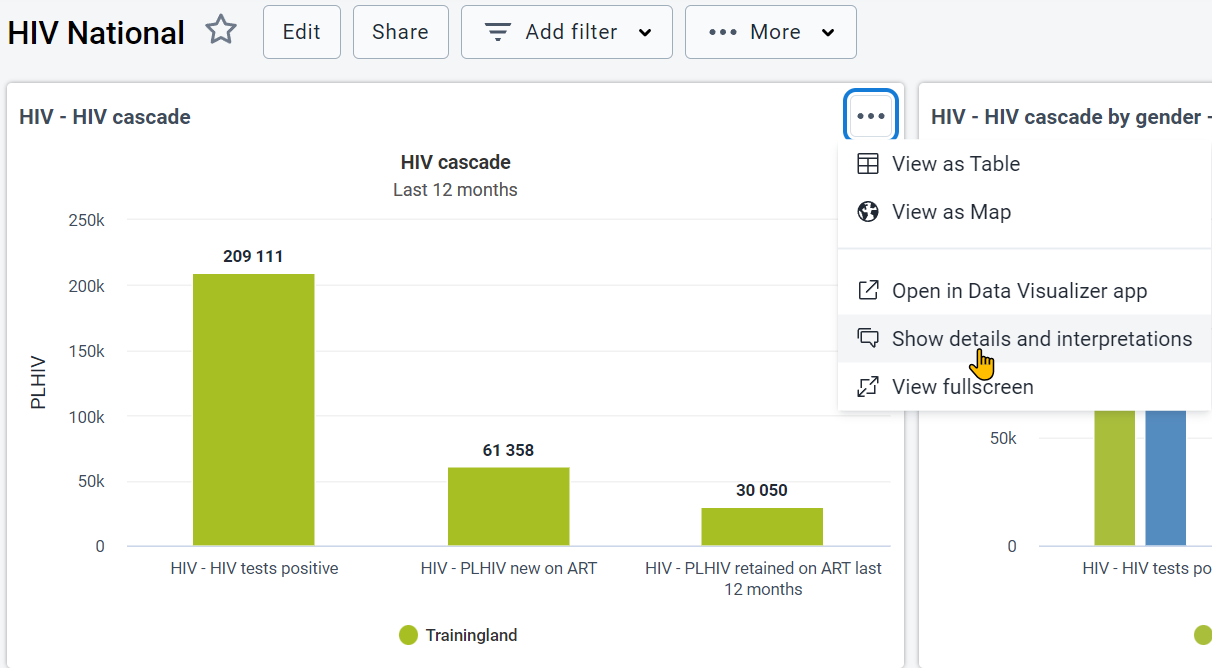 HIV National
Edit
Share
Add filter
More
HIV - HIV cascade
HIV cascade
Last 12 months
PLHIV
250k
200k
150k
100k
50k
0
209 111
61 358
30 050
HIV - HIV tests positive
HIV - PLHIV new on ART
HIV - PLHIV retained on ART last
12 months
Trainingland
View as Table
View as Map
Open in Data Visualizer app
Show details and interpretations
View fullscreen
HIV - HIV cascade by gender -
50k
0
HIV - HIV tests po